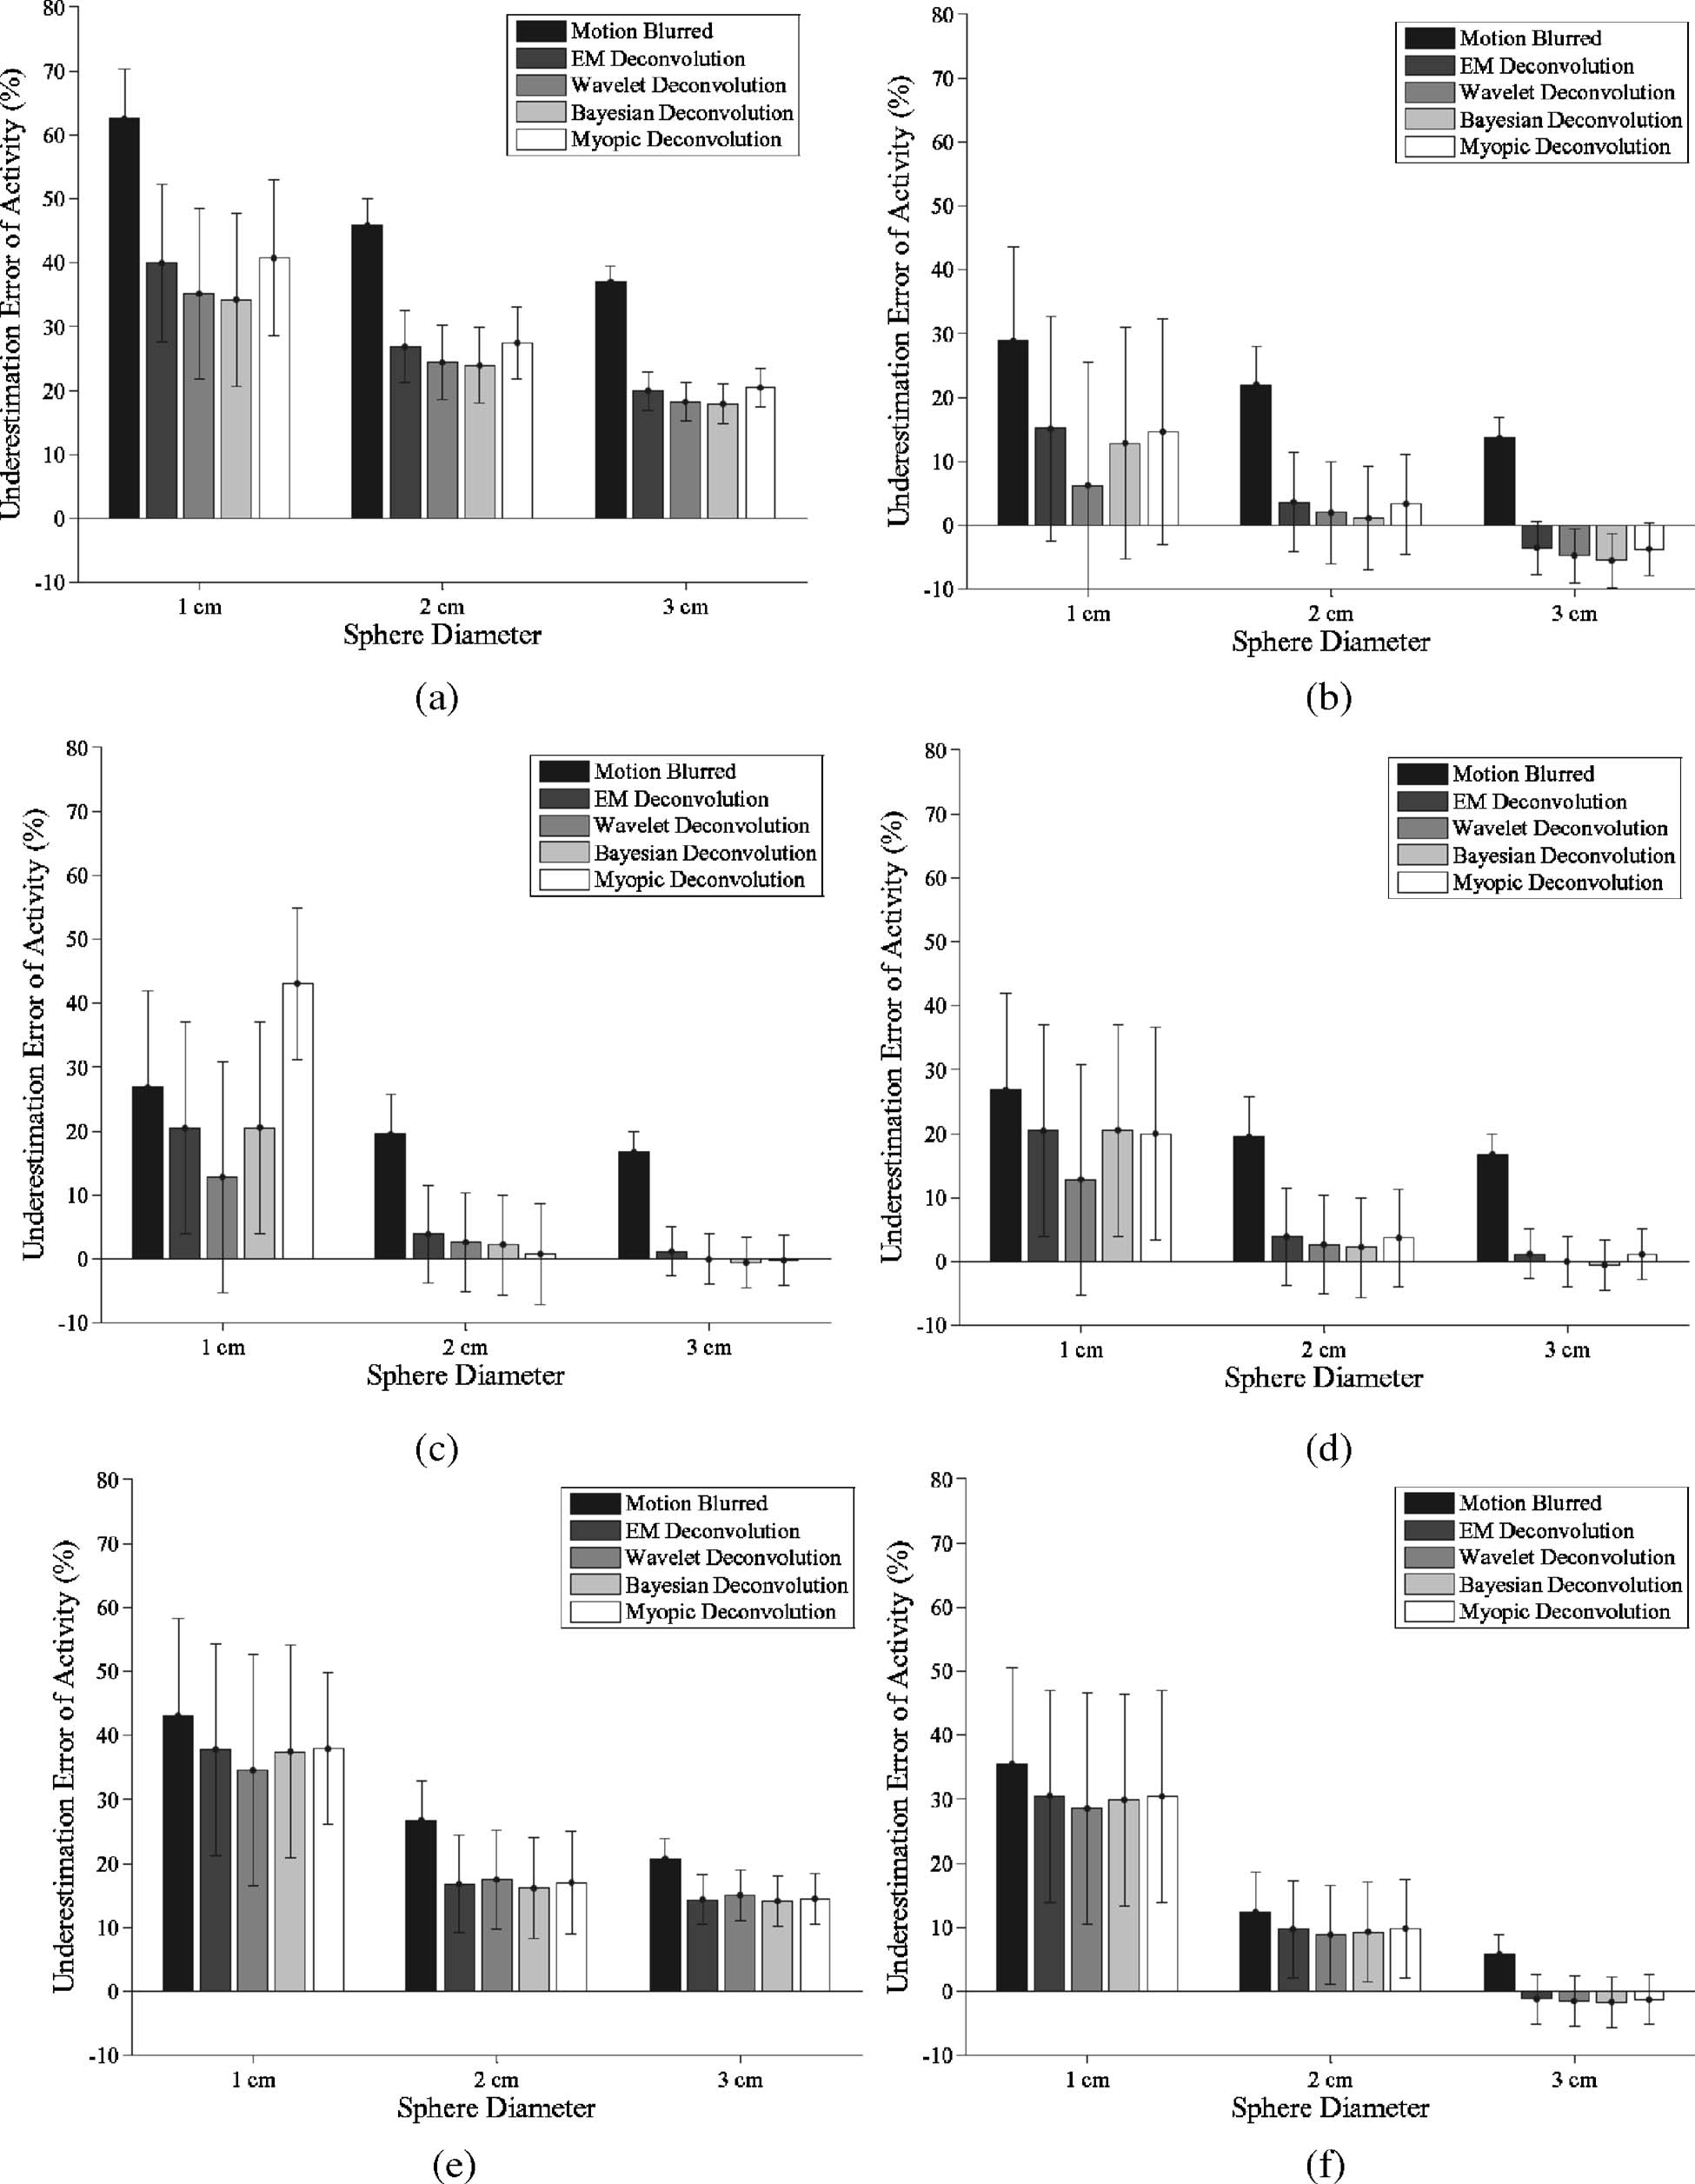 Underestimation Error of Activity (%)
80
70
60
50
40
30
20
10
0
-10
Motion Blurred
EM Deconvolution
Wavelet Deconvolution
Bayesian Deconvolution
Myopic Deconvolution
1 cm 2 cm 3 cm
Sphere Diameter
(a)
Underestimation Error of Activity (%)
80
70
60
50
40
30
20
10
0
-10
Motion Blurred
EM Deconvolution
Wavelet Deconvolution
Bayesian Deconvolution
Myopic Deconvolution
1 cm 2 cm 3 cm
Sphere Diameter
(b)
Underestimation Error of Activity (%)
80
70
60
50
40
30
20
10
0
-10
Motion Blurred
EM Deconvolution
Wavelet Deconvolution
Bayesian Deconvolution
Myopic Deconvolution
1 cm 2 cm 3 cm
Sphere Diameter
(c)
Underestimation Error of Activity (%)
80
70
60
50
40
30
20
10
0
-10
Motion Blurred
EM Deconvolution
Wavelet Deconvolution
Bayesian Deconvolution
Myopic Deconvolution
1 cm 2 cm 3 cm
Sphere Diameter
(d)
Underestimation Error of Activity (%)
80
70
60
50
40
30
20
10
0
-10
Motion Blurred
EM Deconvolution
Wavelet Deconvolution
Bayesian Deconvolution
Myopic Deconvolution
1 cm 2 cm 3 cm
Sphere Diameter
(e)
Underestimation Error of Activity (%)
80
70
60
50
40
30
20
10
0
-10
Motion Blurred
EM Deconvolution
Wavelet Deconvolution
Bayesian Deconvolution
Myopic Deconvolution
1 cm 2 cm 3 cm
Sphere Diameter
(f)